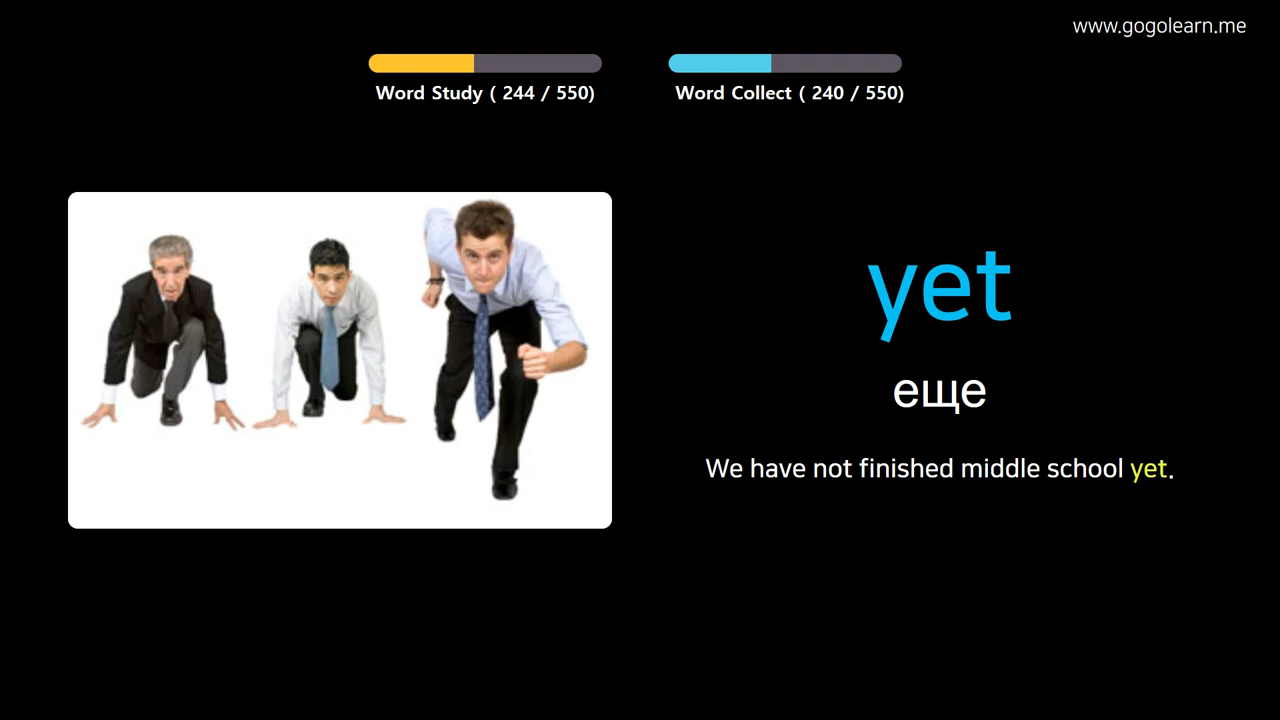 www.gogolearn.me
Word Study ( 244 / 550)
Word Collect ( 240 / 550)
yet
еще
We have not finished middle school yet.